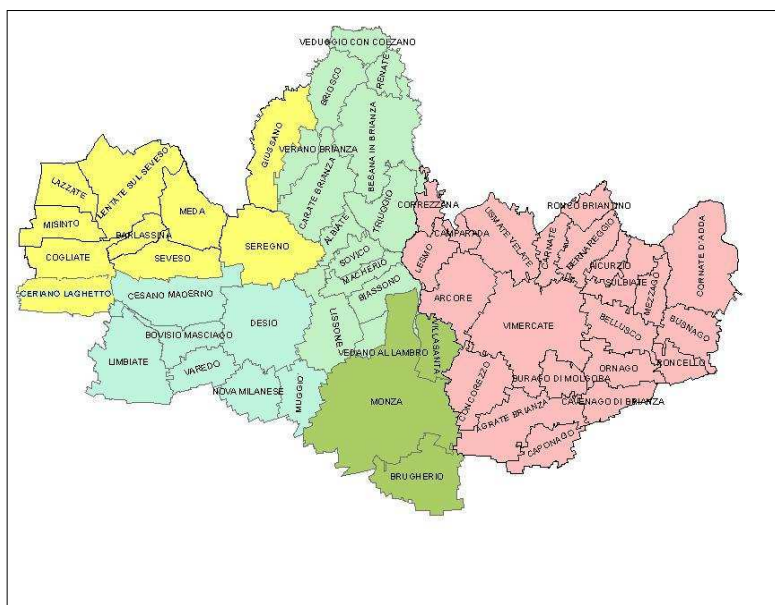 VEDUGGIO CON COLZANO
RENATE
BRIOSCO
GIUSSANO
VERANO BRIANZA
BESANA IN BRIANZA
CARATE BRIANZA
LENTATE SUL SEVESO
LAZZATE
MISINTO
MEDA
BARLASSINA
COGLIATE
SEVESO
SEREGNO
CERIANO LAGHETTO
ALBIATE
TRIUGGIO
SOVICO
MACHERIO
BIASSONO
LISSONE
CESANO MADERNO
DESIO
BOVISIO MASCIAGO
LIMBIATE
VAREDO
NOVA MILANESE
MUGGIO
VEDANO AL LAMBRO
VILLASANTA
MONZA
BRUGHERIO
CORREZZANA
CAMPARADA
LESMO
USMATE VELATE
CARNATE
RONCO BRIANTINO
BERNAREGGIO
AICURZIO
SULBIATE
MEZZAGO
CORNATE D'ADDA
ARCORE
VIMERCATE
BELLUSCO
BUSNAGO
RONCELLO
ORNAGO
BURAGO DI MOLGORA
CONCOREZZO
AGRATE BRIANZA
CAVENAGO DI BRIANZA
CAPONAGO